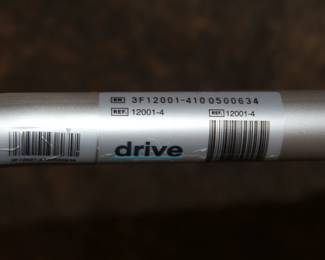 SN 3F12001-4100500634
REF. 12001-4 REF. 12001-4
drive